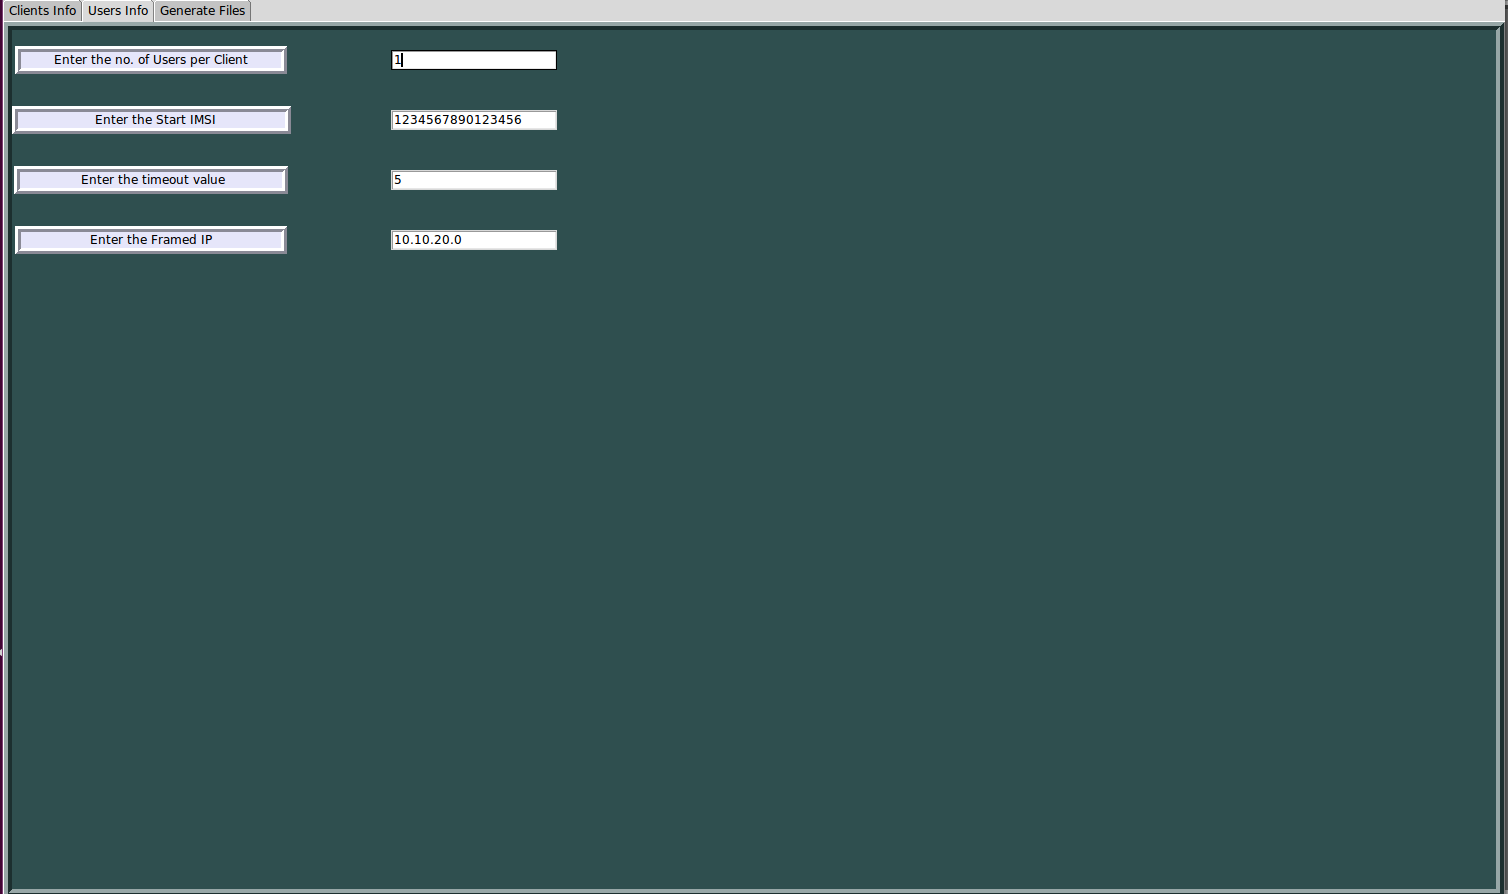 Clients Info Users Info Generate Files
Enter the no. of Users per Client 1
Enter the Start IMSI 1234567890123456
Enter the timeout value 5
Enter the Framed IP 10.10.20.0